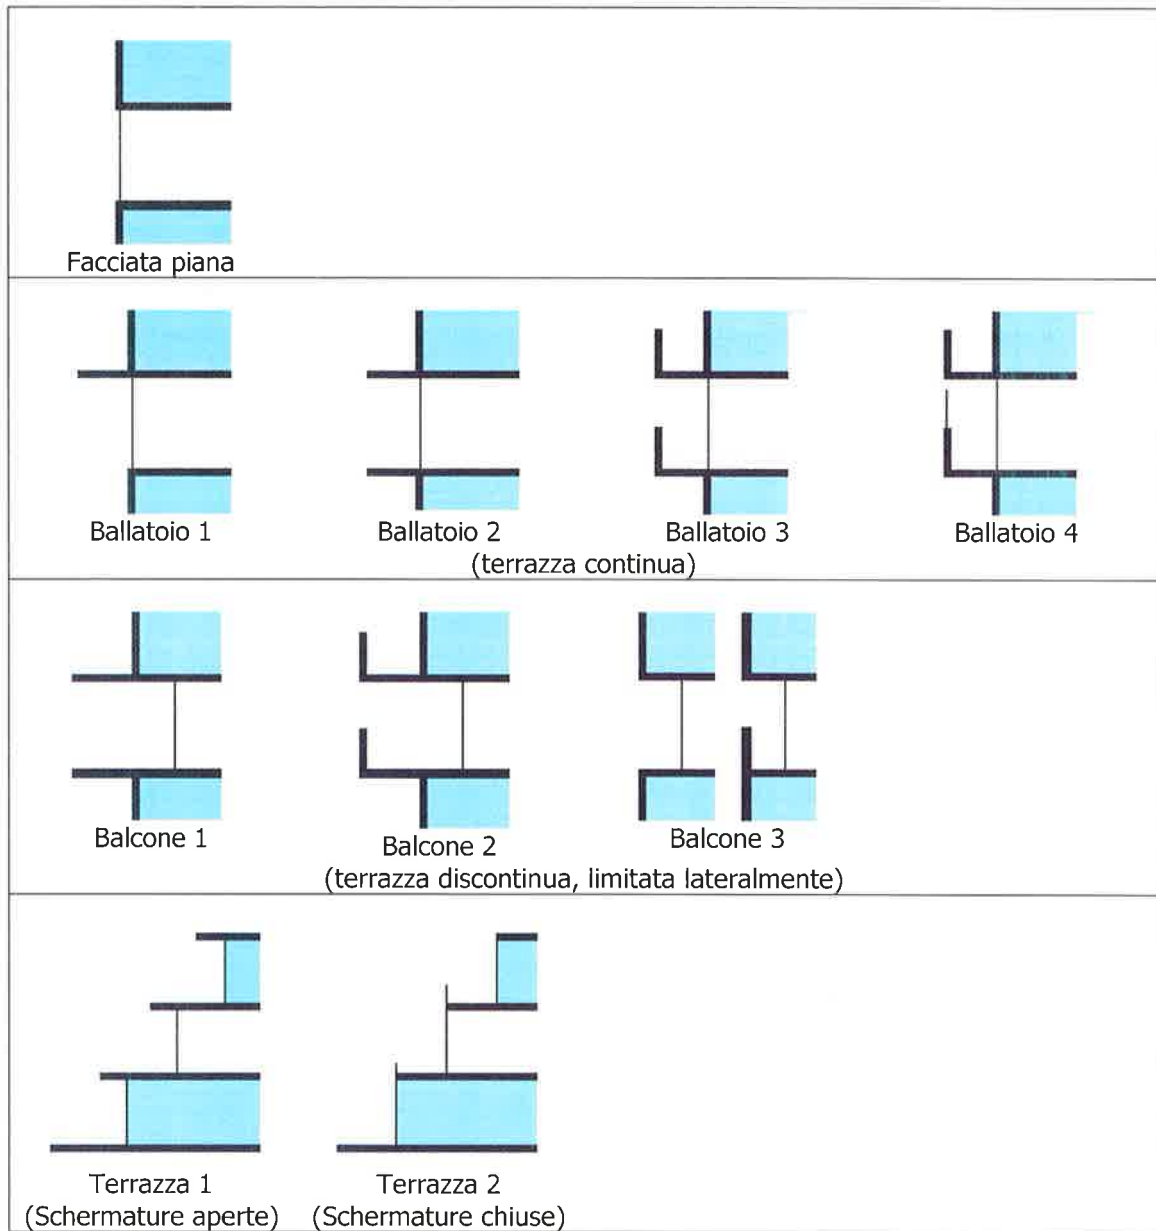 Facciata piana
Ballatoio 1
Ballatoio 2
Ballatoio 3
Ballatoio 4
(terrazza continua)
Balcone 1
Balcone 2
Balcone 3
(terrazza discontinua, limitata lateralmente)
Terrazza 1
(Schermature aperte)
Terrazza 2
(Schermature chiuse)